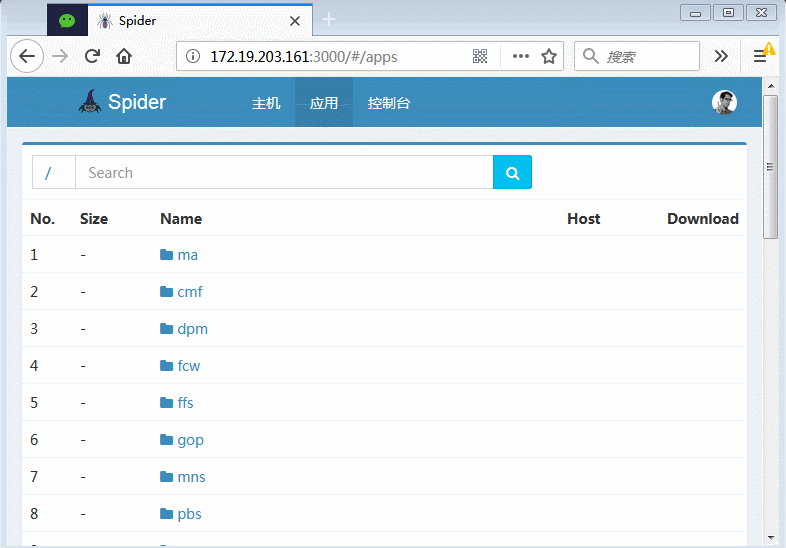 Spider
172.19.203.161:3000/#/apps
搜索
Spider 主机 应用 控制台
/ Search
No. Size Name Host Download
1 - ma
2 - cmf
3 - dpm
4 - fcw
5 - ffs
6 - gop
7 - mns
8 - pbs